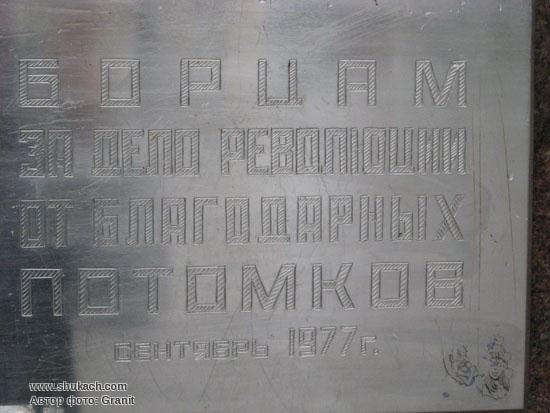 БОРЦАМ
ЗА ДЕЛО РЕВОЛЮЦИИ
ОТ БЛАГОДАРНЫХ
ПОТОМКОВ
СЕНТЯБРЬ 1977 г.
www.shukach.com
Автор фото: Granit